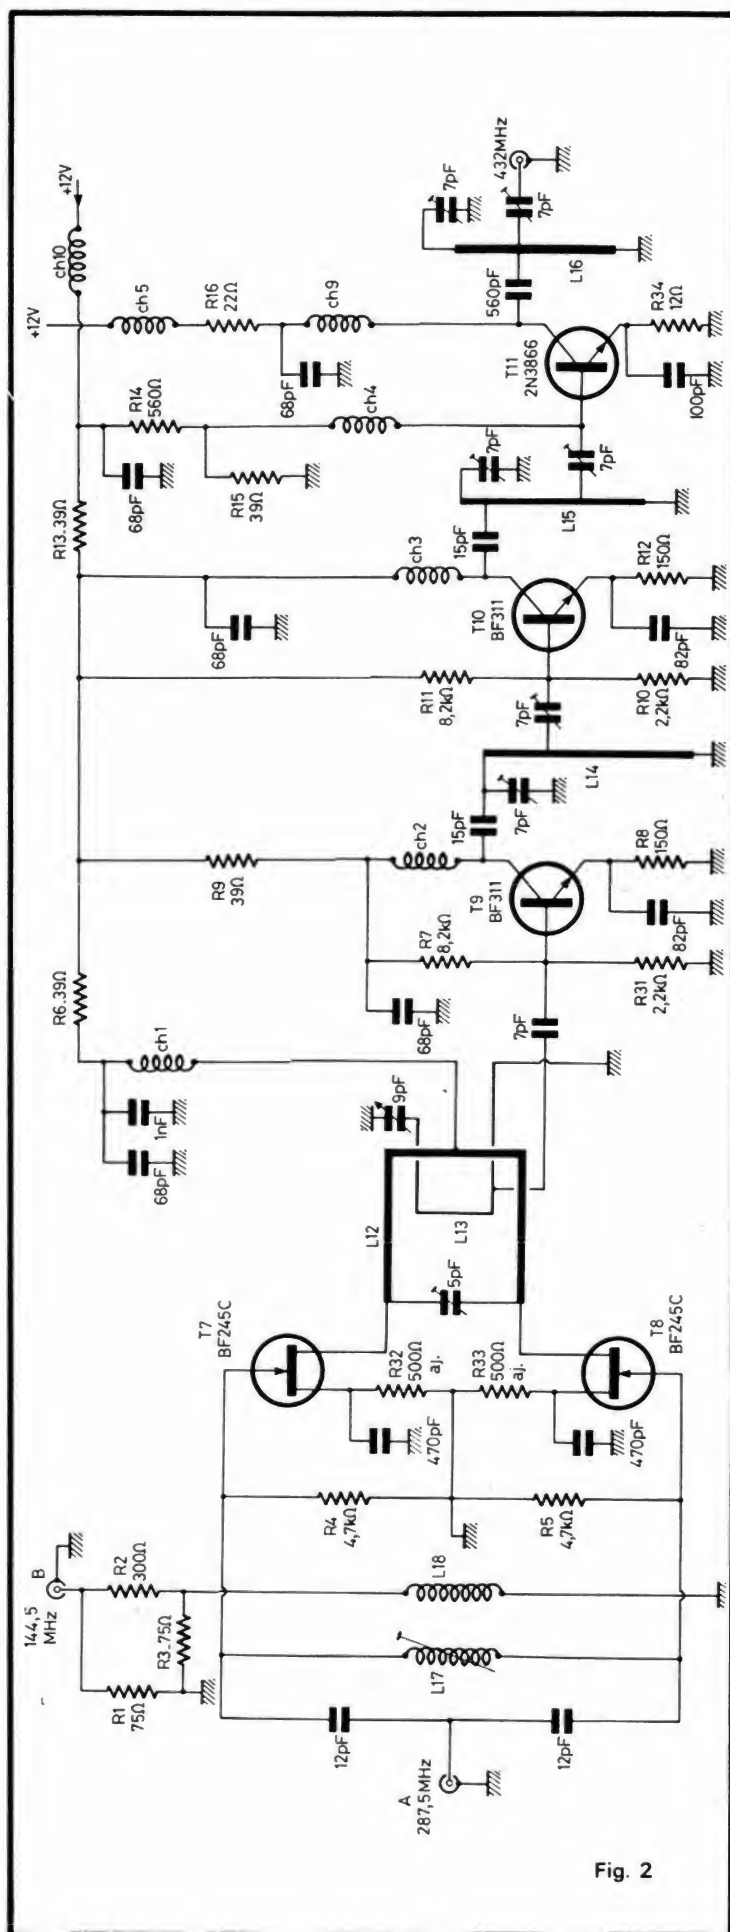 144,5
MHz
B
R2
300Ω
R1
75Ω
R3_75Ω
L18
L17
12pF
12pF
A
287,5MHz
R4
4,7kΩ
R5
4,7kΩ
T7
BF245C
470pF
R32
500Ω
aj.
R33
500Ω
aj.
470pF
T8
BF245C
5pF
L12
L13
9pF
68pF
1nF
ch1
R6.39Ω
7pF
68pF
R7
8,2kΩ
R9
39Ω
ch2
T9
BF311
R31
2,2kΩ
82pF
R8
150Ω
15pF
7pF
L14
7pF
R11
8,2kΩ
R10
2,2kΩ
68pF
ch3
T10
BF311
82pF
R12
150Ω
R13.39Ω
15pF
7pF
L15
7pF
68pF
R14
560Ω
R15
39Ω
ch4
+12V
ch10
+12V
ch5
R16
22Ω
68pF
ch9
T11
2N3866
100pF
R34
12Ω
560pF
L16
7pF
7pF
432MHz
Fig. 2